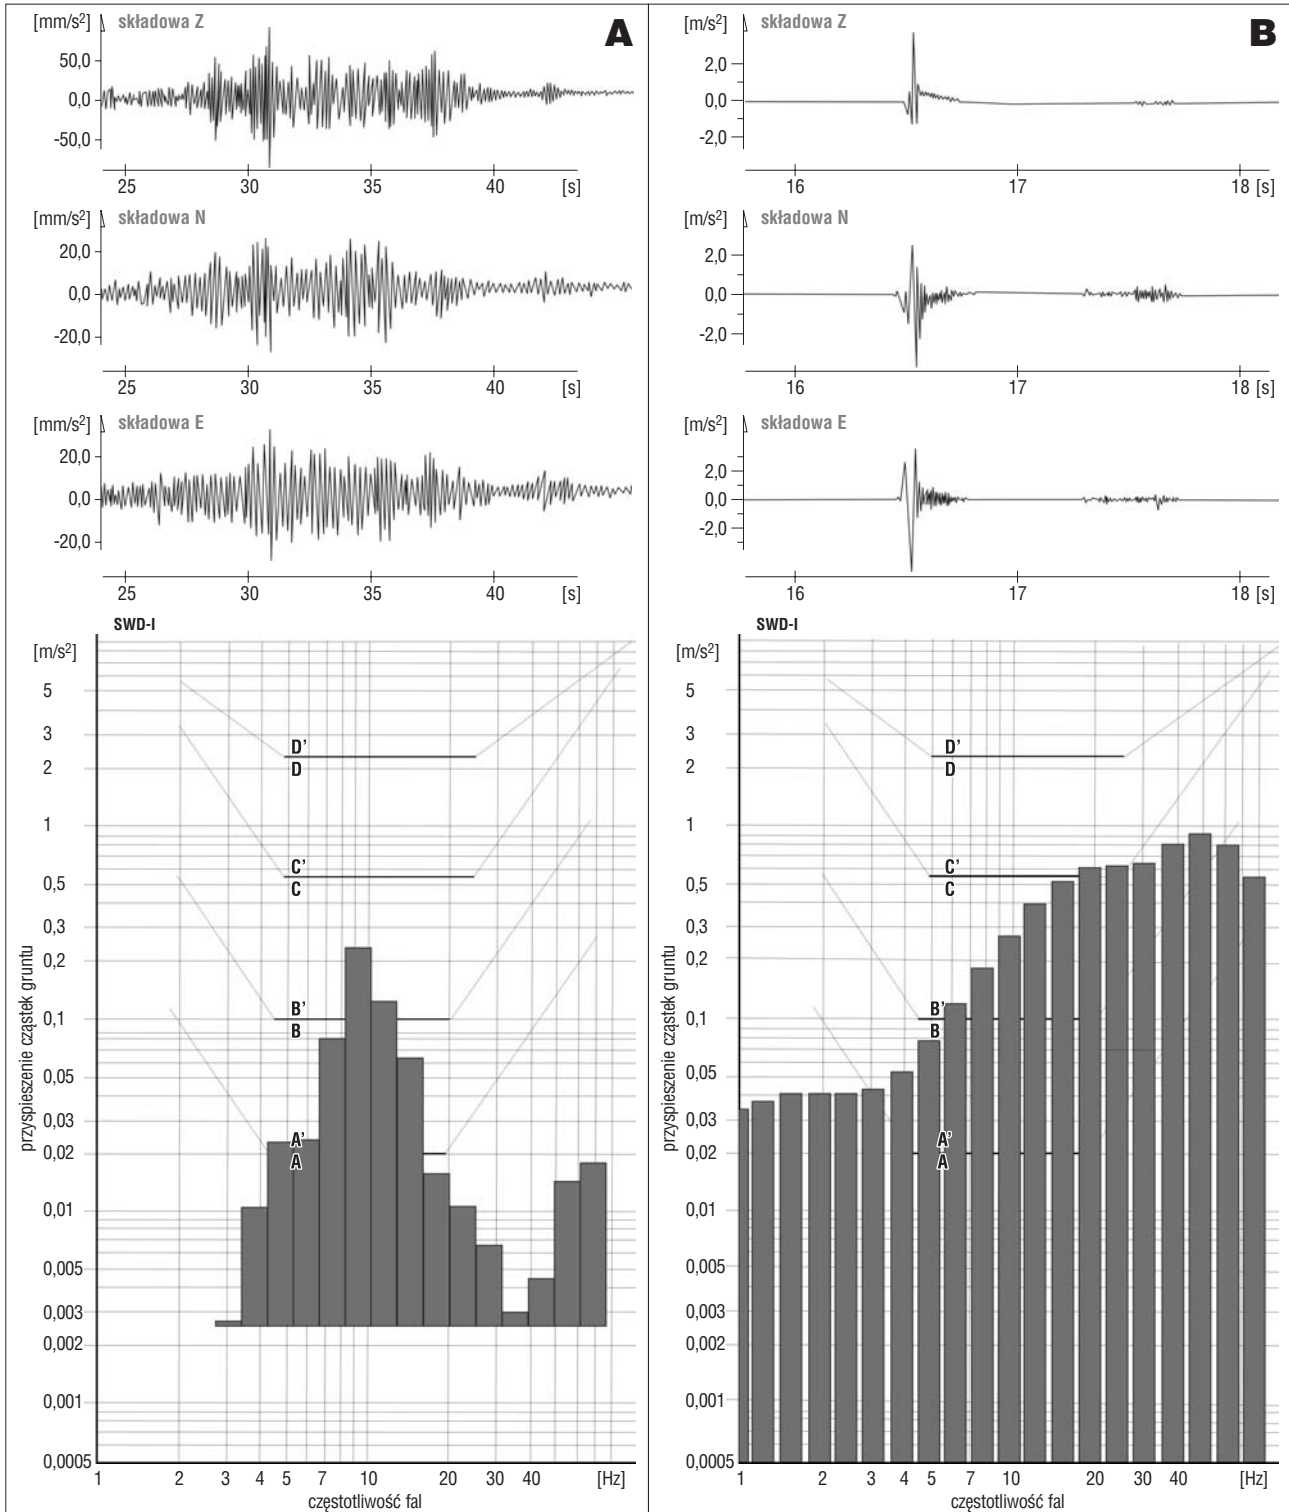 A
[mm/s²] składowa Z
50,0
0,0
-50,0
25 30 35 40 [s]
[mm/s²] składowa N
20,0
0,0
-20,0
25 30 35 40 [s]
[mm/s²] składowa E
20,0
0,0
-20,0
25 30 35 40 [s]
SWD-I
[m/s²]
5
3
2
1
0,5
0,3
0,2
0,1
0,05
0,03
0,02
0,01
0,005
0,003
0,002
0,001
0,0005
D'
D
C'
C
B'
B
A'
A
przyspieszenie cząstek gruntu
1 2 3 4 5 7 10 20 30 40 [Hz]
częstotliwość fal
B
[m/s²] składowa Z
2,0
0,0
-2,0
16 17 18 [s]
[m/s²] składowa N
2,0
0,0
-2,0
16 17 18 [s]
[m/s²] składowa E
2,0
0,0
-2,0
16 17 18 [s]
SWD-I
[m/s²]
5
3
2
1
0,5
0,3
0,2
0,1
0,05
0,03
0,02
0,01
0,005
0,003
0,002
0,001
0,0005
D'
D
C'
C
B'
B
A'
A
przyspieszenie cząstek gruntu
1 2 3 4 5 7 10 20 30 40 [Hz]
częstotliwość fal